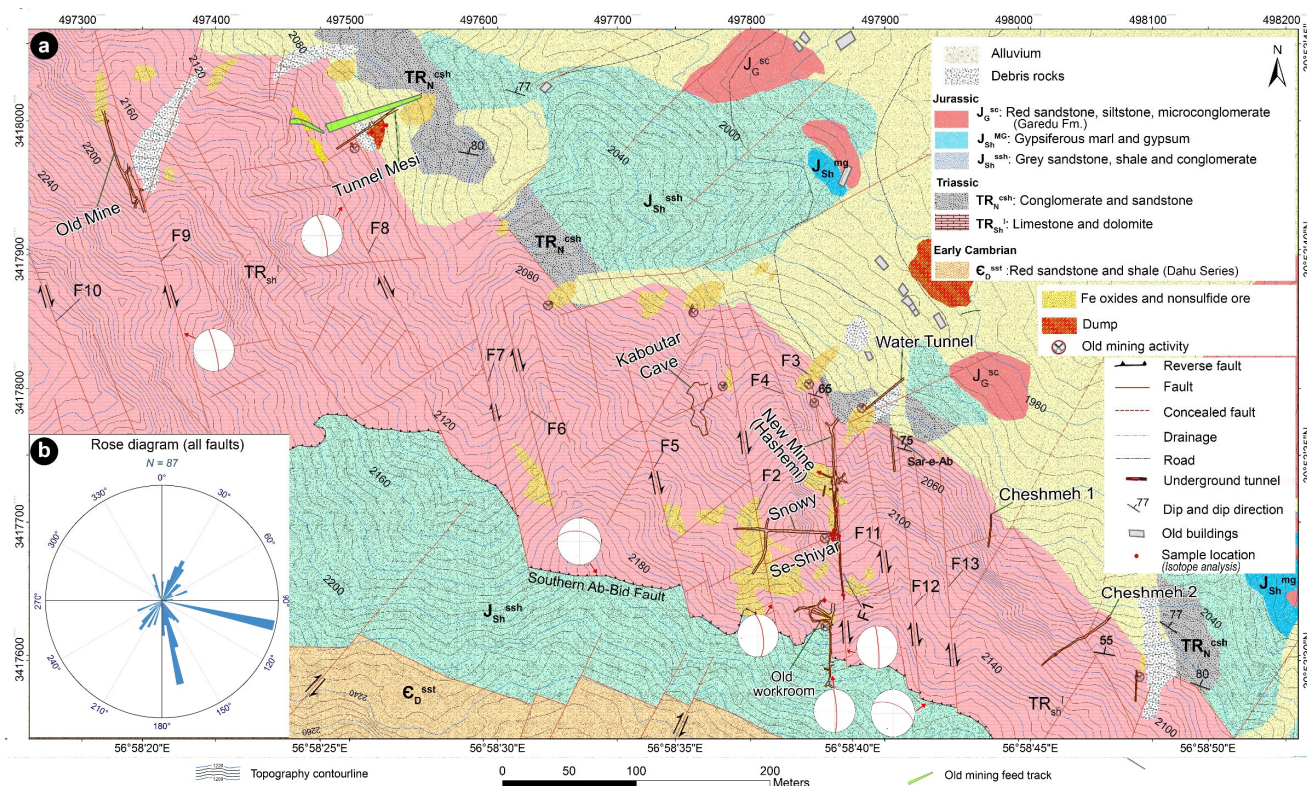 497300 497400 497500 497600 497700 497800 497900 498000 498100 498200
a
Alluvium
Debris rocks
N
Jurassic
J_G^sc: Red sandstone, siltstone, microconglomerate
(Garedu Fm.)
J_Sh^MG: Gypsiferous marl and gypsum
J_Sh^ssh: Grey sandstone, shale and conglomerate
Triassic
TR_N^csh: Conglomerate and sandstone
TR_Sh^l: Limestone and dolomite
Early Cambrian
Є_D^sst: Red sandstone and shale (Dahu Series)
Fe oxides and nonsulfide ore
Dump
Old mining activity
Reverse fault
Fault
Concealed fault
Drainage
Road
Underground tunnel
77 Dip and dip direction
Old buildings
Sample location
(Isotope analysis)
3418000
3417900
3417800
3417700
3417600
2080
2120
2160
2200
2240
TR_N^csh
77
J_G^sc
2000
2040
80
J_Sh^mg
J_Sh^ssh
Tunnel Mesi
Old Mine
F9
F8
TR_sh
F10
TR_N^csh
2080
Water Tunnel
Kaboutar
Cave
F3
F4
65
J_G^sc
1980
F7
2120
F6
F5
New Mine
(Hashemi)
75
Sar-e-Ab
2060
F2
Snowy
2100
Cheshmeh 1
2160
2180
Se-Shiyar
F11
F13
F12
Southern Ab-Bid Fault
2200
J_Sh^ssh
F1
Cheshmeh 2
J_Sh^mg
77
2040
TR_N^csh
55
80
2140
Old
workroom
TR_sh^l
2100
Є_D^sst
2240
2260
b
Rose diagram (all faults)
N = 87
0°
30°
60°
90°
120°
150°
180°
210°
240°
270°
300°
330°
56°58'20"E 56°58'25"E 56°58'30"E 56°58'35"E 56°58'40"E 56°58'45"E 56°58'50"E
1220
1200
Topography contourline
0 50 100 200
Meters
Old mining feed track